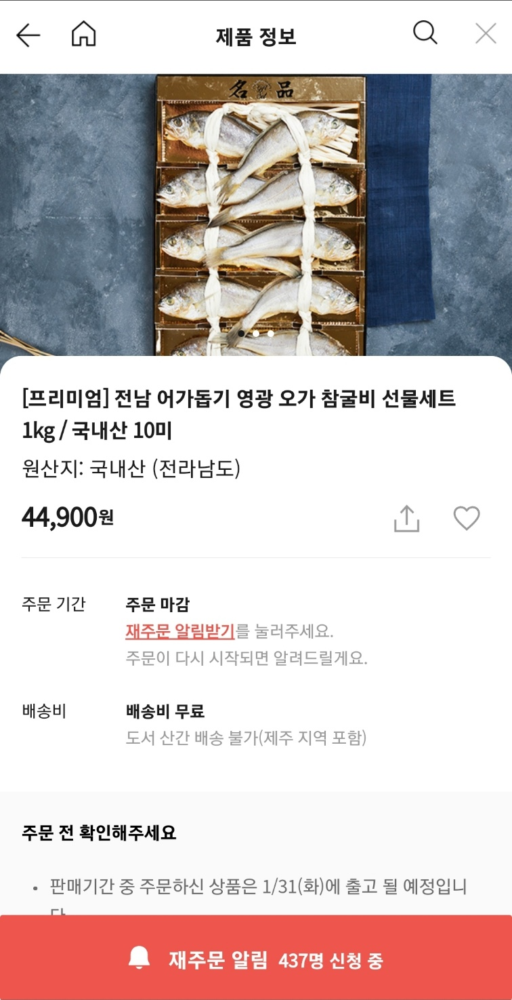 제품 정보
名 品
[프리미엄] 전남 어가돕기 영광 오가 참굴비 선물세트
1kg / 국내산 10미
원산지: 국내산 (전라남도)
44,900원
주문 기간
주문 마감
재주문 알림받기를 눌러주세요.
주문이 다시 시작되면 알려드릴게요.
배송비
배송비 무료
도서 산간 배송 불가(제주 지역 포함)
주문 전 확인해주세요
• 판매기간 중 주문하신 상품은 1/31(화)에 출고 될 예정입니
재주문 알림 437명 신청 중